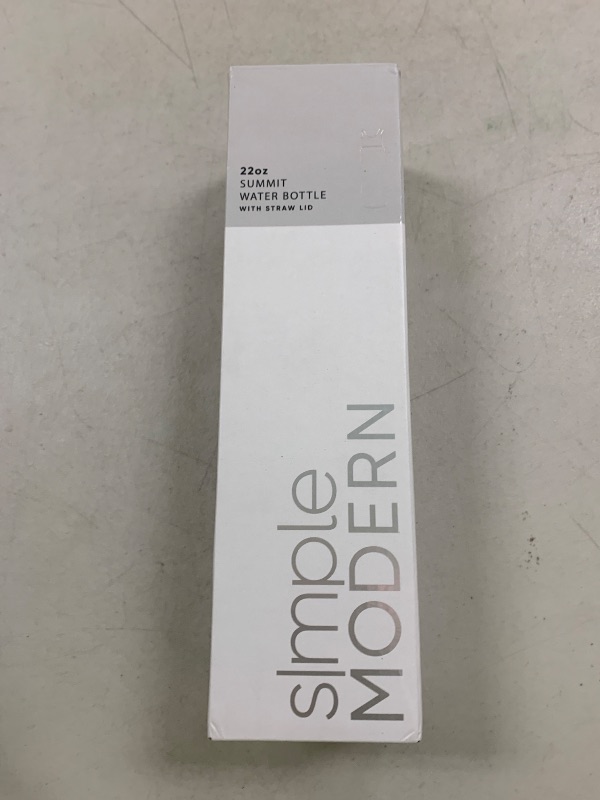 22oz
SUMMIT
WATER BOTTLE
WITH STRAW LID
sImple
MODERN